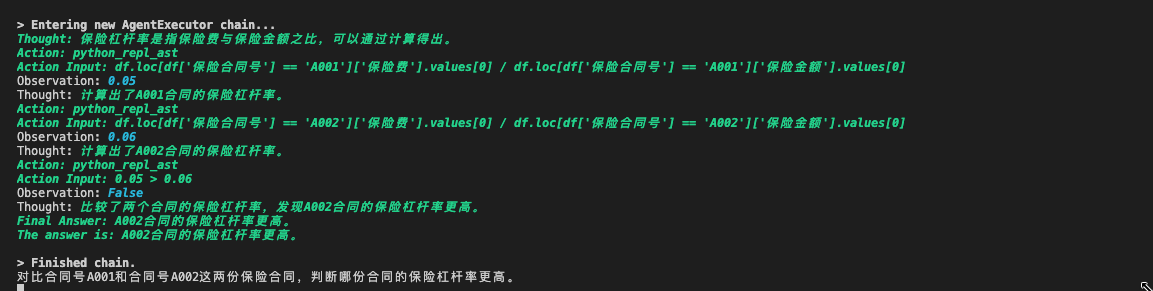 > Entering new AgentExecutor chain...
Thought: 保险杠杆率是指保险费与保险金额之比，可以通过计算得出。
Action: python_repl_ast
Action Input: df.loc[df['保险合同号'] == 'A001']['保险费'].values[0] / df.loc[df['保险合同号'] == 'A001']['保险金额'].values[0]
Observation: 0.05
Thought: 计算出了A001合同的保险杠杆率。
Action: python_repl_ast
Action Input: df.loc[df['保险合同号'] == 'A002']['保险费'].values[0] / df.loc[df['保险合同号'] == 'A002']['保险金额'].values[0]
Observation: 0.06
Thought: 计算出了A002合同的保险杠杆率。
Action: python_repl_ast
Action Input: 0.05 > 0.06
Observation: False
Thought: 比较了两个合同的保险杠杆率，发现A002合同的保险杠杆率更高。
Final Answer: A002合同的保险杠杆率更高。
The answer is: A002合同的保险杠杆率更高。
> Finished chain.
对比合同号A001和合同号A002这两份保险合同，判断哪份合同的保险杠杆率更高。